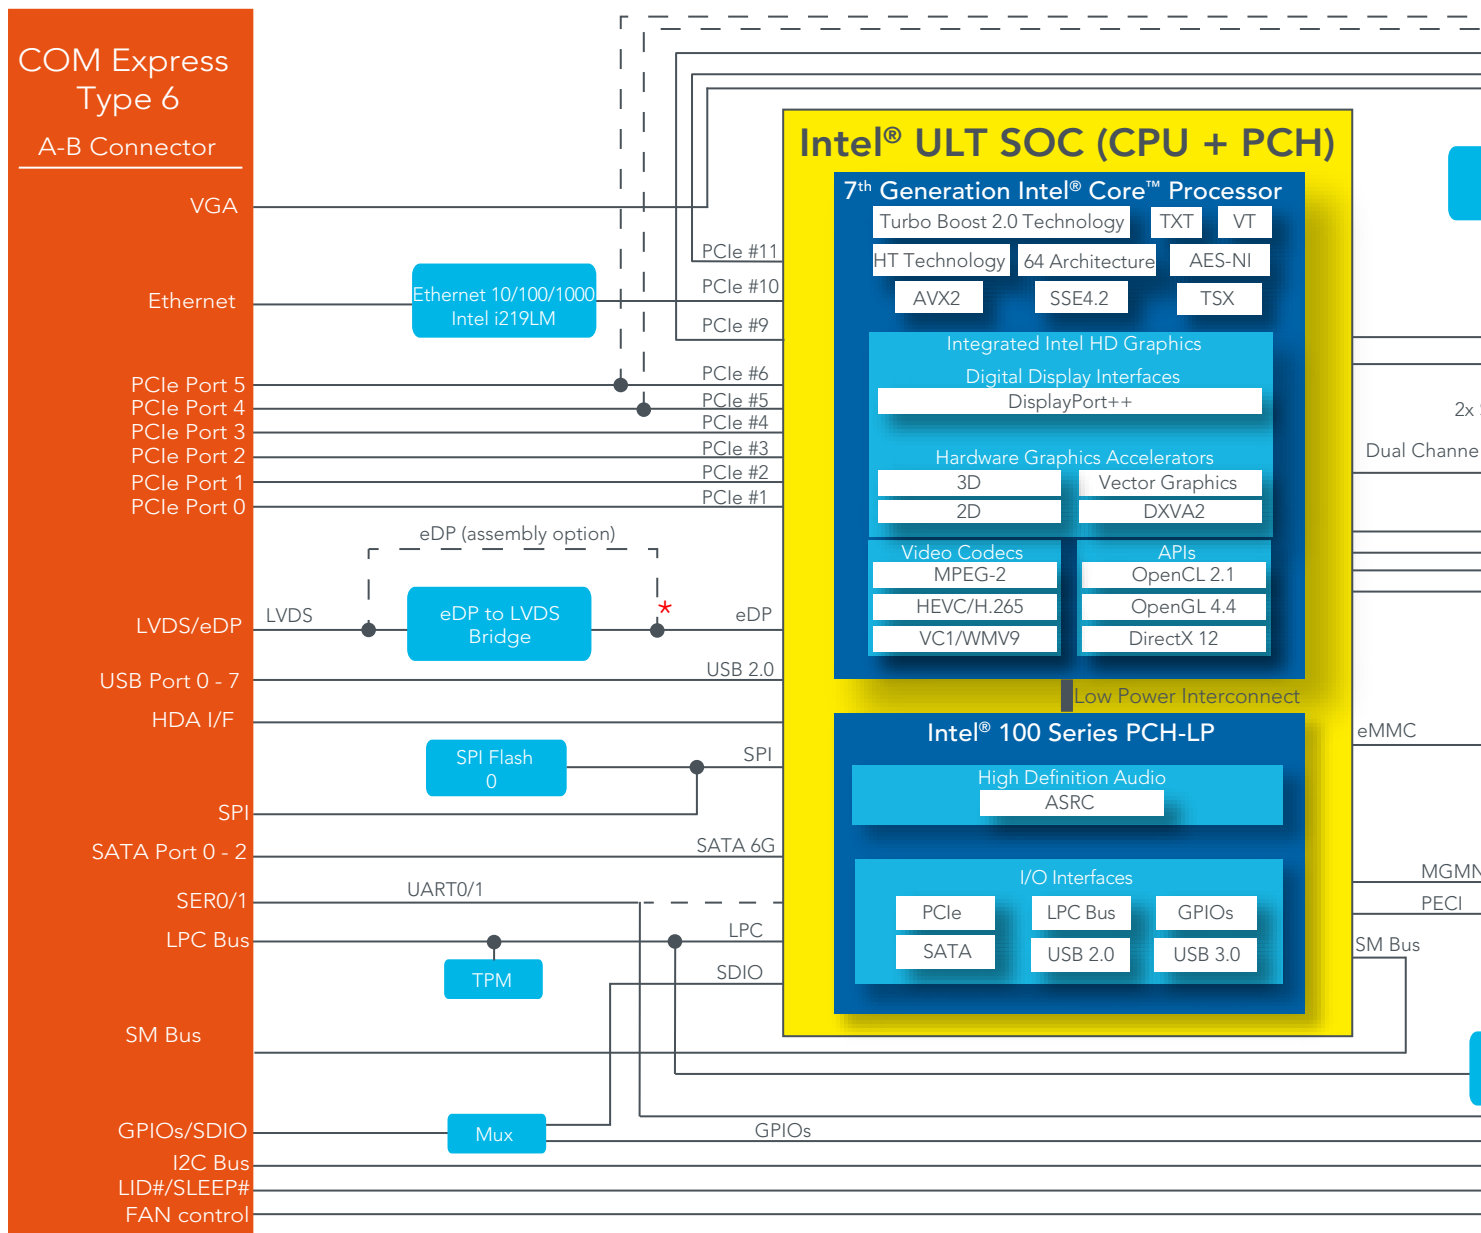 COM Express
Type 6
A-B Connector
VGA
Ethernet
PCIe Port 5
PCIe Port 4
PCIe Port 3
PCIe Port 2
PCIe Port 1
PCIe Port 0
LVDS/eDP
USB Port 0 - 7
HDA I/F
SPI
SATA Port 0 - 2
SER0/1
LPC Bus
SM Bus
GPIOs/SDIO
I2C Bus
LID#/SLEEP#
FAN control
Ethernet 10/100/1000
Intel i219LM
eDP (assembly option)
LVDS
eDP to LVDS
Bridge
*
eDP
SPI Flash
0
UART0/1
TPM
Mux
PCIe #11
PCIe #10
PCIe #9
PCIe #6
PCIe #5
PCIe #4
PCIe #3
PCIe #2
PCIe #1
USB 2.0
SPI
SATA 6G
LPC
SDIO
GPIOs
Intel® ULT SOC (CPU + PCH)
7th Generation Intel® Core™ Processor
Turbo Boost 2.0 Technology TXT VT
HT Technology 64 Architecture AES-NI
AVX2 SSE4.2 TSX
Integrated Intel HD Graphics
Digital Display Interfaces
DisplayPort++
Hardware Graphics Accelerators
3D Vector Graphics
2D DXVA2
Video Codecs APIs
MPEG-2 OpenCL 2.1
HEVC/H.265 OpenGL 4.4
VC1/WMV9 DirectX 12
Low Power Interconnect
Intel® 100 Series PCH-LP
High Definition Audio
ASRC
I/O Interfaces
PCIe LPC Bus GPIOs
SATA USB 2.0 USB 3.0
2x
Dual Channe
eMMC
MGMN
PECI
SM Bus